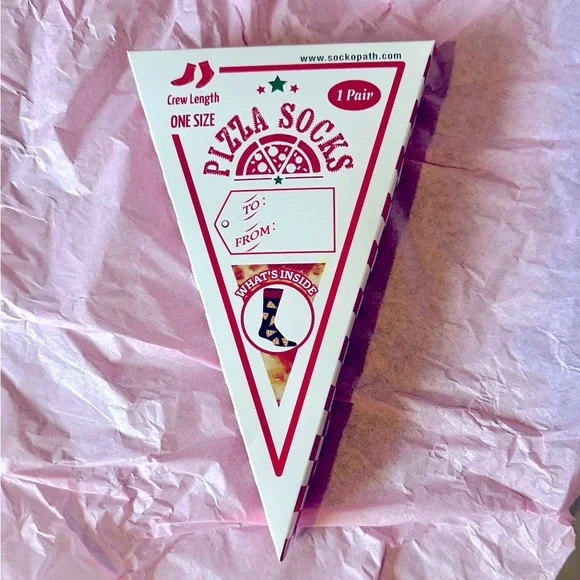 www.sockopath.com
Crew Length
ONE SIZE
1 Pair
PIZZA SOCKS
TO:
FROM:
WHAT'S INSIDE